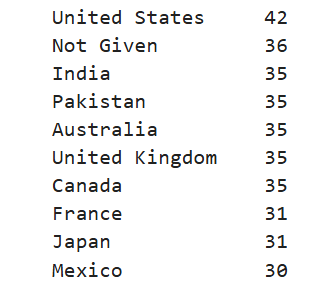 United States 42
Not Given 36
India 35
Pakistan 35
Australia 35
United Kingdom 35
Canada 35
France 31
Japan 31
Mexico 30